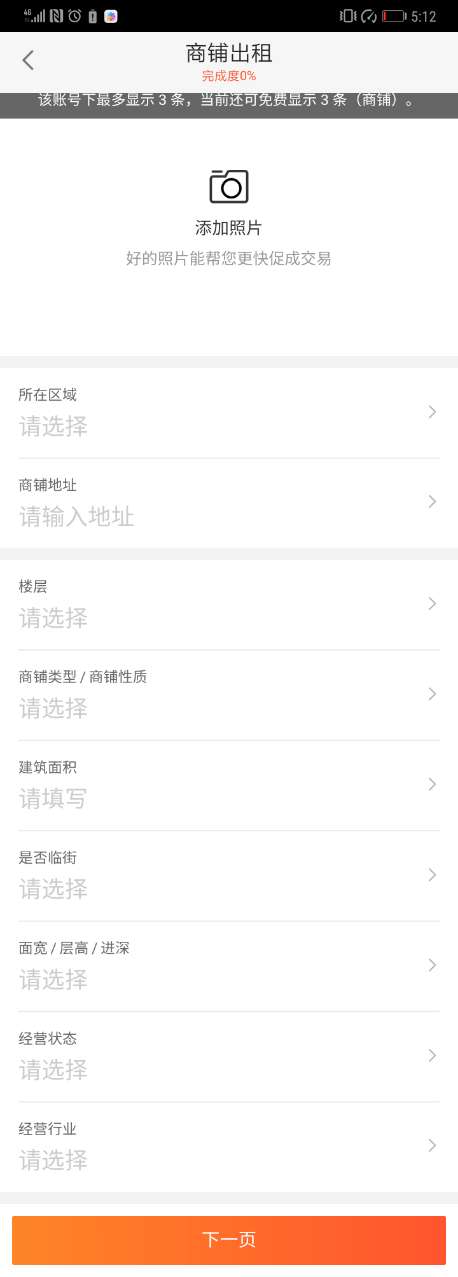 4G
5:12
商铺出租
完成度0%
该账号下最多显示 3 条，当前还可免费显示 3 条（商铺）。
添加照片
好的照片能帮您更快促成交易
所在区域
请选择
商铺地址
请输入地址
楼层
请选择
商铺类型 / 商铺性质
请选择
建筑面积
请填写
是否临街
请选择
面宽 / 层高 / 进深
请选择
经营状态
请选择
经营行业
请选择
下一页